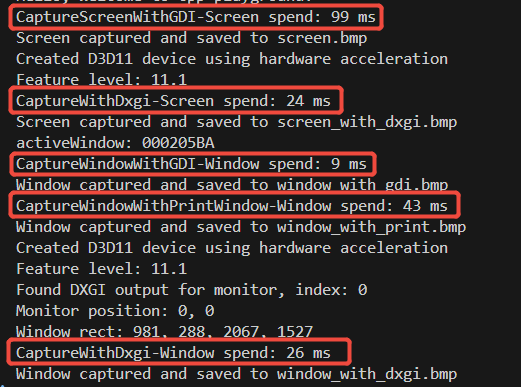 Hello, welcome to cpp playground!
CaptureScreenWithGDI-Screen spend: 99 ms
Screen captured and saved to screen.bmp
Created D3D11 device using hardware acceleration
Feature level: 11.1
CaptureWithDxgi-Screen spend: 24 ms
Screen captured and saved to screen_with_dxgi.bmp
activeWindow: 000205BA
CaptureWindowWithGDI-Window spend: 9 ms
Window captured and saved to window_with_gdi.bmp
CaptureWindowWithPrintWindow-Window spend: 43 ms
Window captured and saved to window_with_print.bmp
Created D3D11 device using hardware acceleration
Feature level: 11.1
Found DXGI output for monitor, index: 0
Monitor position: 0, 0
Window rect: 981, 288, 2067, 1527
CaptureWithDxgi-Window spend: 26 ms
Window captured and saved to window_with_dxgi.bmp